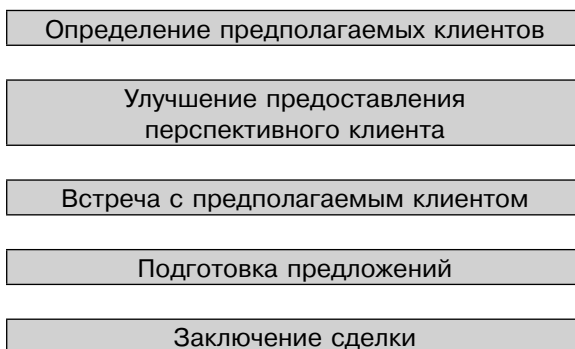 Определение предполагаемых клиентов
Улучшение предоставления
перспективного клиента
Встреча с предполагаемым клиентом
Подготовка предложений
Заключение сделки